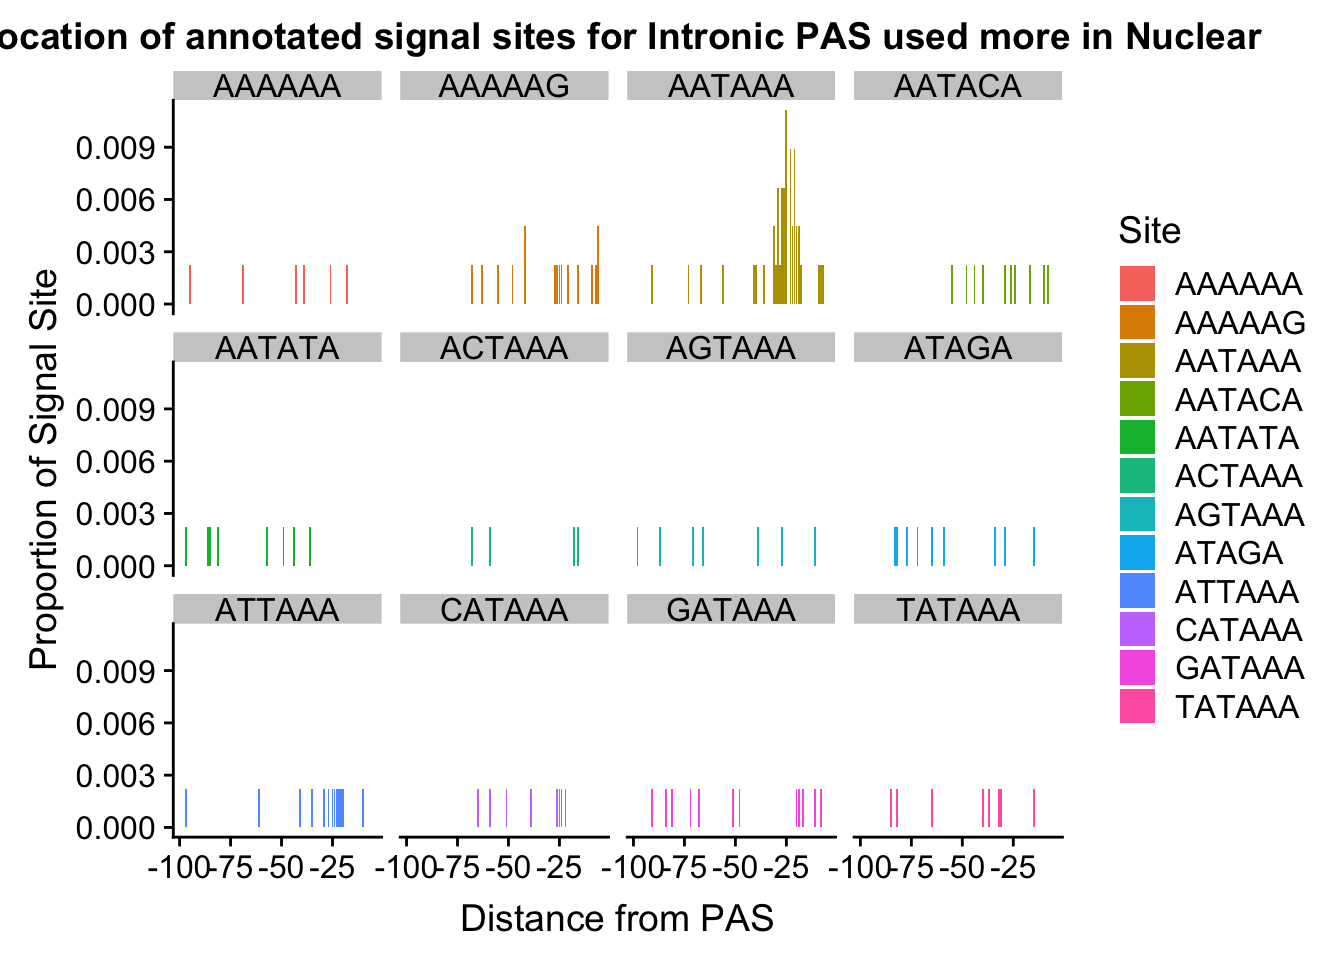 ocation of annotated signal sites for Intronic PAS used more in Nuclear
AAAAAA AAAAAG AATAAA AATACA
0.009
0.006
0.003
0.000
AATATA ACTAAA AGTAAA ATAGA
0.009
0.006
0.003
0.000
ATTAAA CATAAA GATAAA TATAAA
0.009
0.006
0.003
0.000
-100 -75 -50 -25 -100 -75 -50 -25 -100 -75 -50 -25 -100 -75 -50 -25
Distance from PAS
Proportion of Signal Site
Site
AAAAAA
AAAAAG
AATAAA
AATACA
AATATA
ACTAAA
AGTAAA
ATAGA
ATTAAA
CATAAA
GATAAA
TATAAA